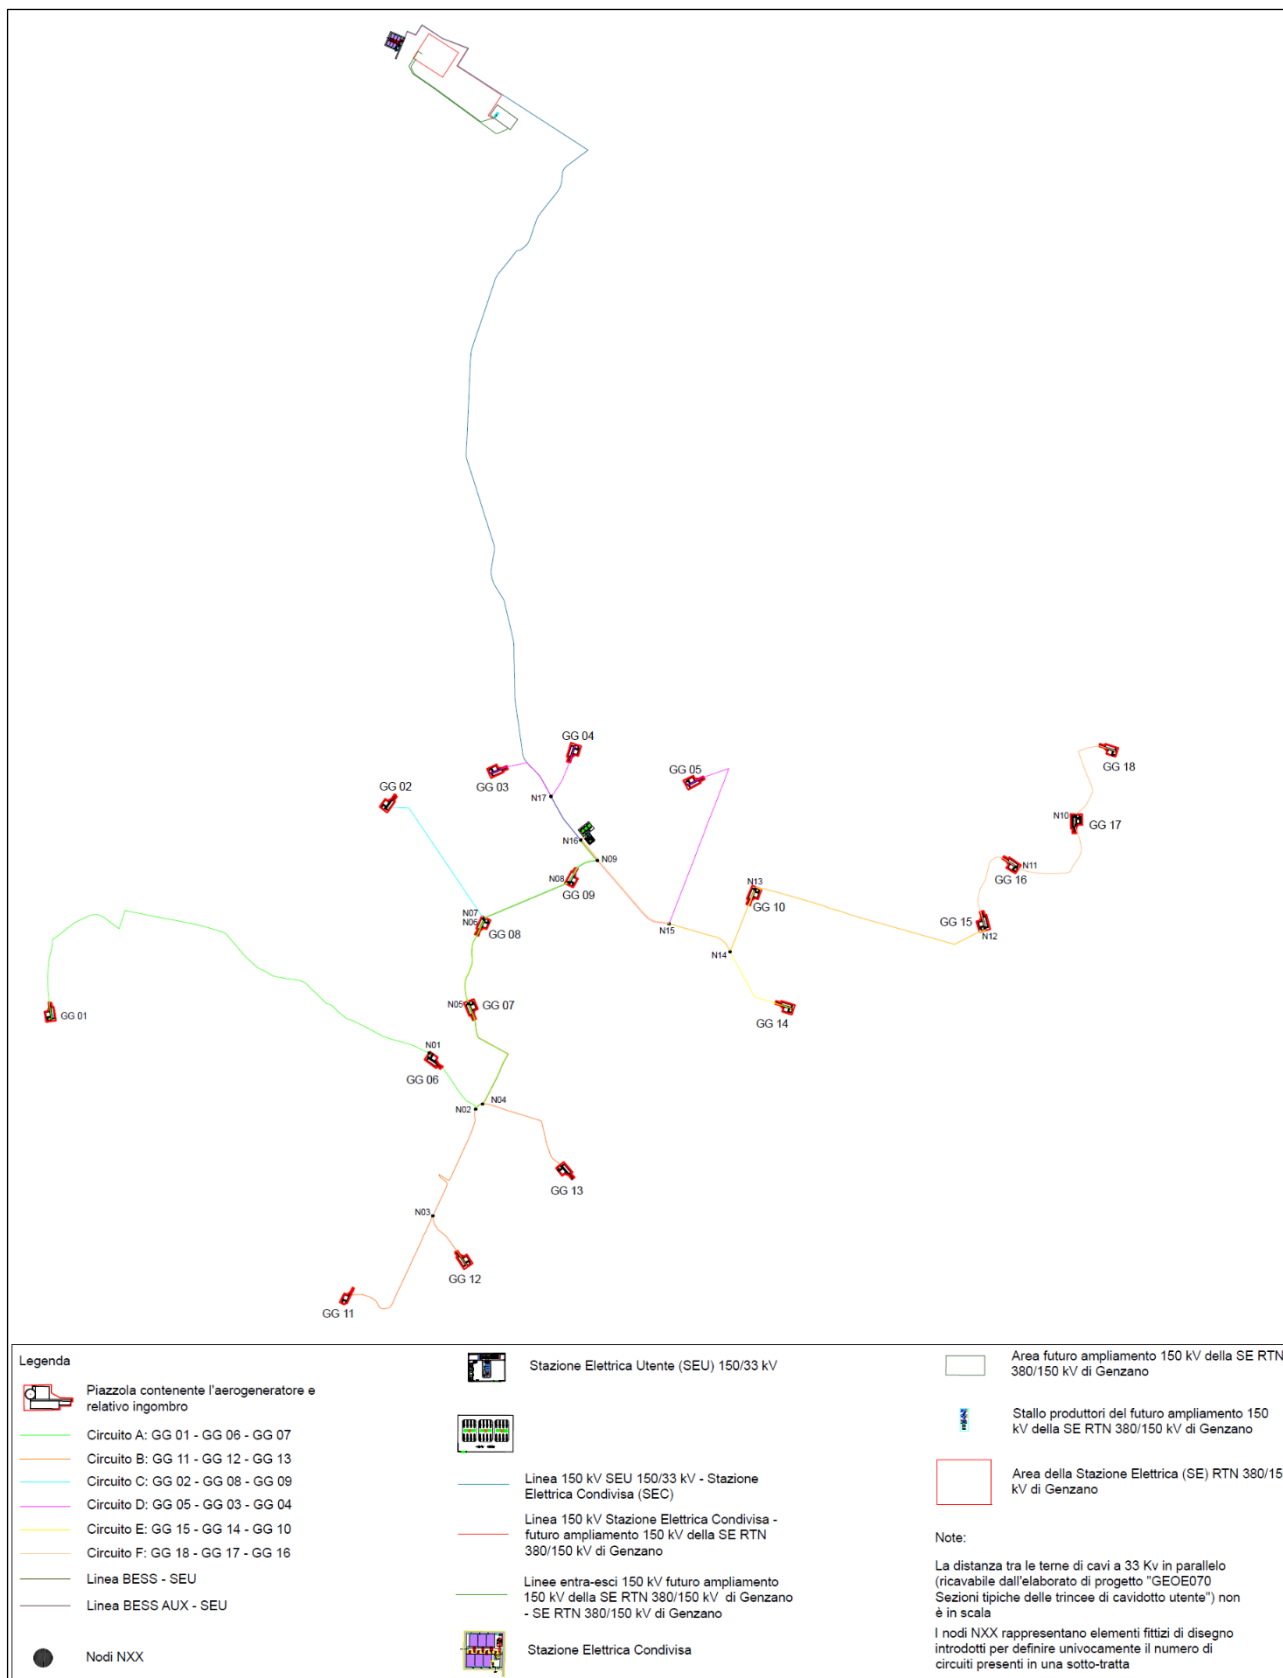 GG 04
GG 03
GG 05
GG 18
GG 02
N17
N10
GG 17
N16
N09
N11
GG 16
N08
GG 09
N13
GG 10
N07
N06
GG 08
GG 15
N12
N15
N14
N05
GG 07
GG 14
GG 01
N01
GG 06
N04
N02
GG 13
N03
GG 12
GG 11
Legenda
Piazzola contenente l'aerogeneratore e
relativo ingombro
Circuito A: GG 01 - GG 06 - GG 07
Circuito B: GG 11 - GG 12 - GG 13
Circuito C: GG 02 - GG 08 - GG 09
Circuito D: GG 05 - GG 03 - GG 04
Circuito E: GG 15 - GG 14 - GG 10
Circuito F: GG 18 - GG 17 - GG 16
Linea BESS - SEU
Linea BESS AUX - SEU
Nodi NXX
Stazione Elettrica Utente (SEU) 150/33 kV
Linea 150 kV SEU 150/33 kV - Stazione
Elettrica Condivisa (SEC)
Linea 150 kV Stazione Elettrica Condivisa -
futuro ampliamento 150 kV della SE RTN
380/150 kV di Genzano
Linee entra-esci 150 kV futuro ampliamento
150 kV della SE RTN 380/150 kV di Genzano
- SE RTN 380/150 kV di Genzano
Stazione Elettrica Condivisa
Area futuro ampliamento 150 kV della SE RTN
380/150 kV di Genzano
Stallo produttori del futuro ampliamento 150
kV della SE RTN 380/150 kV di Genzano
Area della Stazione Elettrica (SE) RTN 380/150
kV di Genzano
Note:
La distanza tra le terne di cavi a 33 Kv in parallelo
(ricavabile dall'elaborato di progetto "GEOE070
Sezioni tipiche delle trincee di cavidotto utente") non
è in scala
I nodi NXX rappresentano elementi fittizi di disegno
introdotti per definire univocamente il numero di
circuiti presenti in una sotto-tratta